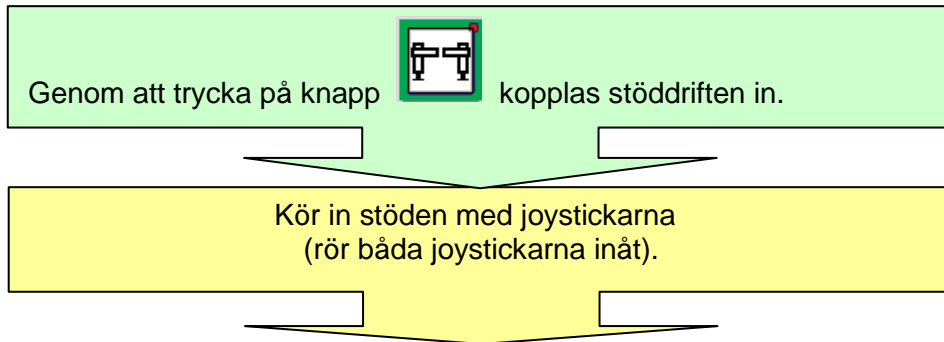 Genom att trycka på knapp kopplas stöddriften in.
Kör in stöden med joystickarna
(rör båda joystickarna inåt).